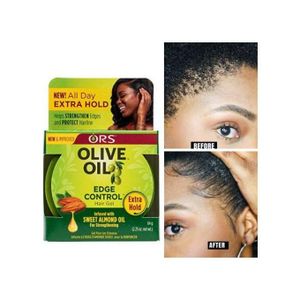 NEW! All Day
EXTRA HOLD
Helps STRENGTHEN Edges
and PROTECT Hairline
NEW & IMPROVED
ORS
OLIVE
OIL
EDGE
CONTROL
Hair Gel
Extra
Hold
Infused with
SWEET ALMOND OIL
For Strengthening
BEFORE
AFTER